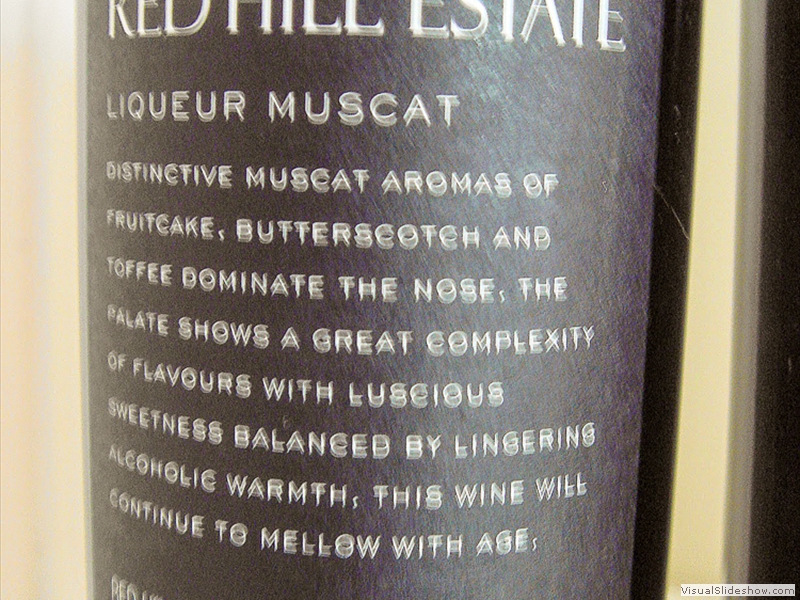 RED HILL ESTATE
LIQUEUR MUSCAT
DISTINCTIVE MUSCAT AROMAS OF
FRUITCAKE, BUTTERSCOTCH AND
TOFFEE DOMINATE THE NOSE. THE
PALATE SHOWS A GREAT COMPLEXITY
OF FLAVOURS WITH LUSCIOUS
SWEETNESS BALANCED BY LINGERING
ALCOHOLIC WARMTH. THIS WINE WILL
CONTINUE TO MELLOW WITH AGE.
RED
VisualSlideshow.com